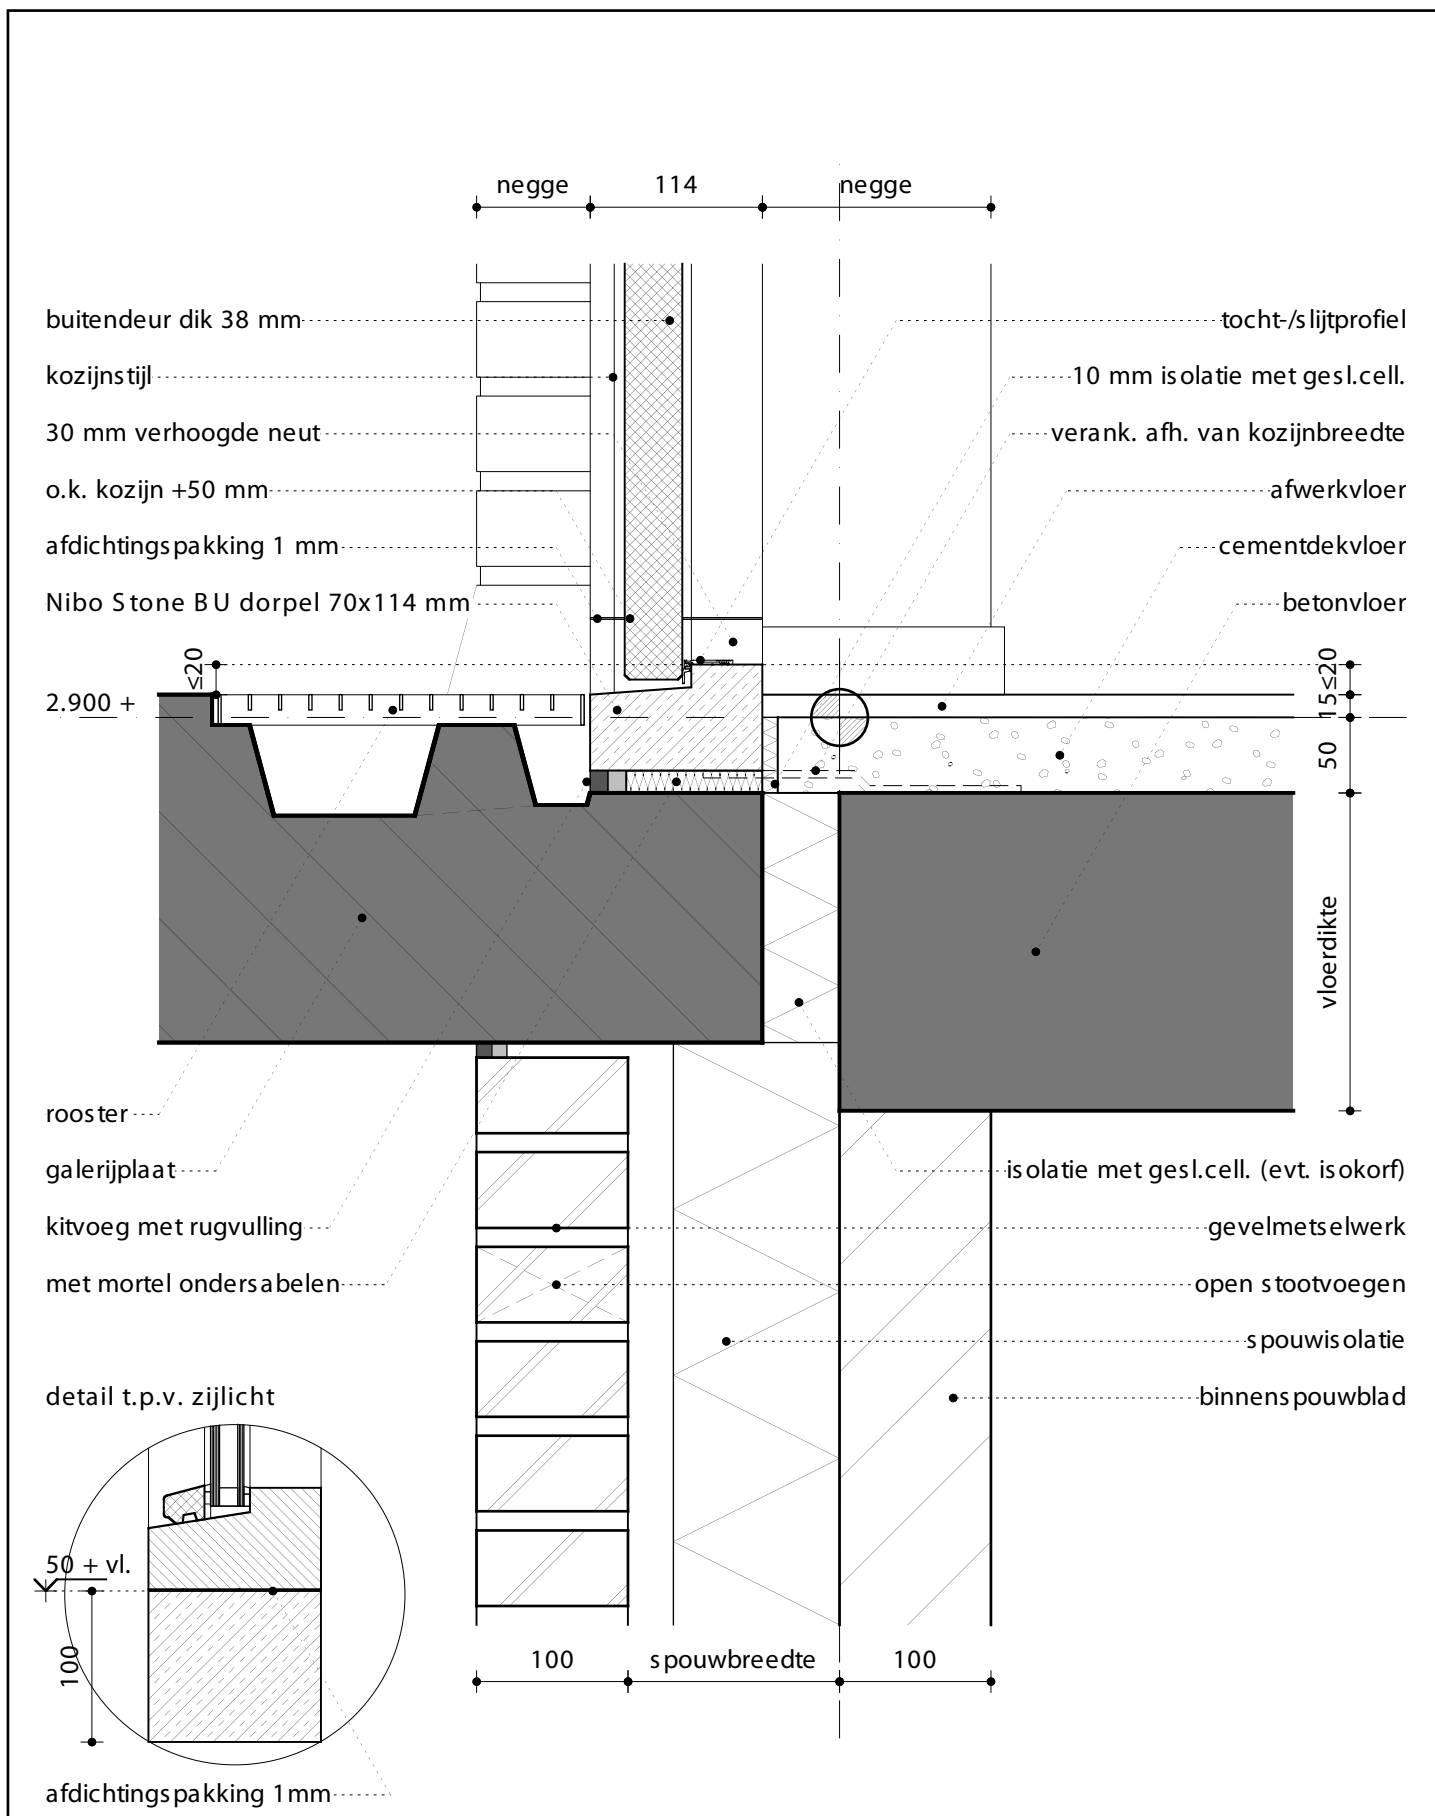 negge 114 negge
buitendeur dik 38 mm
kozijnstijl
30 mm verhoogde neut
o.k. kozijn +50 mm
afdichtingspakking 1 mm
Nibo Stone BU dorpel 70x114 mm
≤20
2.900 +
tocht-/slijtprofiel
10 mm isolatie met gesl.cell.
verank. afh. van kozijnbreedte
afwerkvloer
cementdekvloer
betonvloer
≤20
15
50
vloerdikte
rooster
galerijplaat
kitvoeg met rugvulling
met mortel ondersabelen
isolatie met gesl.cell. (evt. isokorf)
gevelmetselwerk
open stootvoegen
spouwisolatie
binnenspouwblad
detail t.p.v. zijlicht
50 + vl.
100
afdichtingspakking 1mm
100 spouwbreedte 100